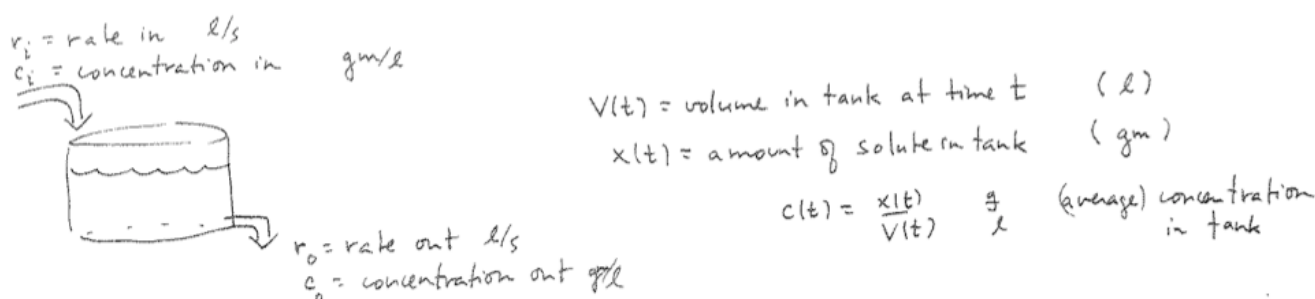 r_i = rate in l/s
c_i = concentration in gm/l
V(t) = volume in tank at time t (l)
x(t) = amount of solute in tank (gm)
c(t) = x(t)/V(t) g/l (average) concentration in tank
r_o = rate out l/s
c_o = concentration out gm/l